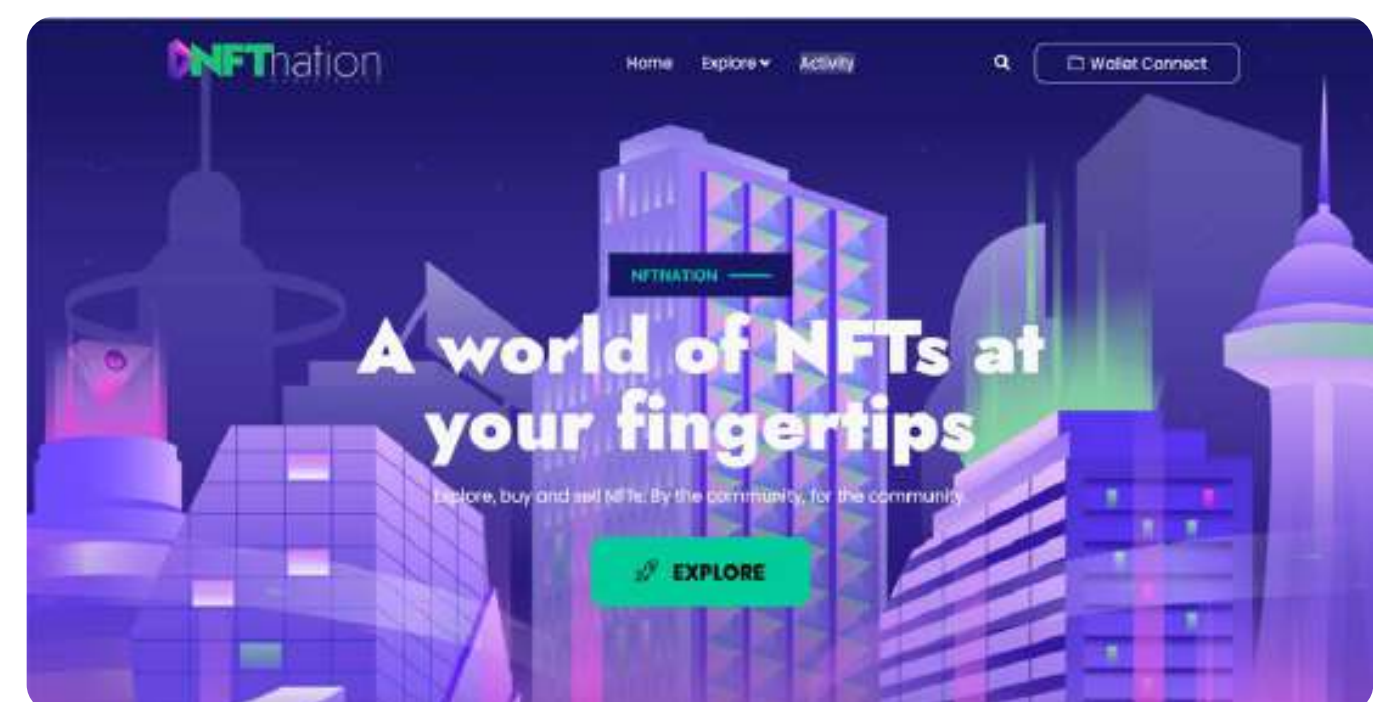 NFTnation
Home Explore Activity Wallet Connect
NFTNATION
A world of NFTs at
your fingertips
Explore, buy and sell NFTs. By the community, for the community.
EXPLORE